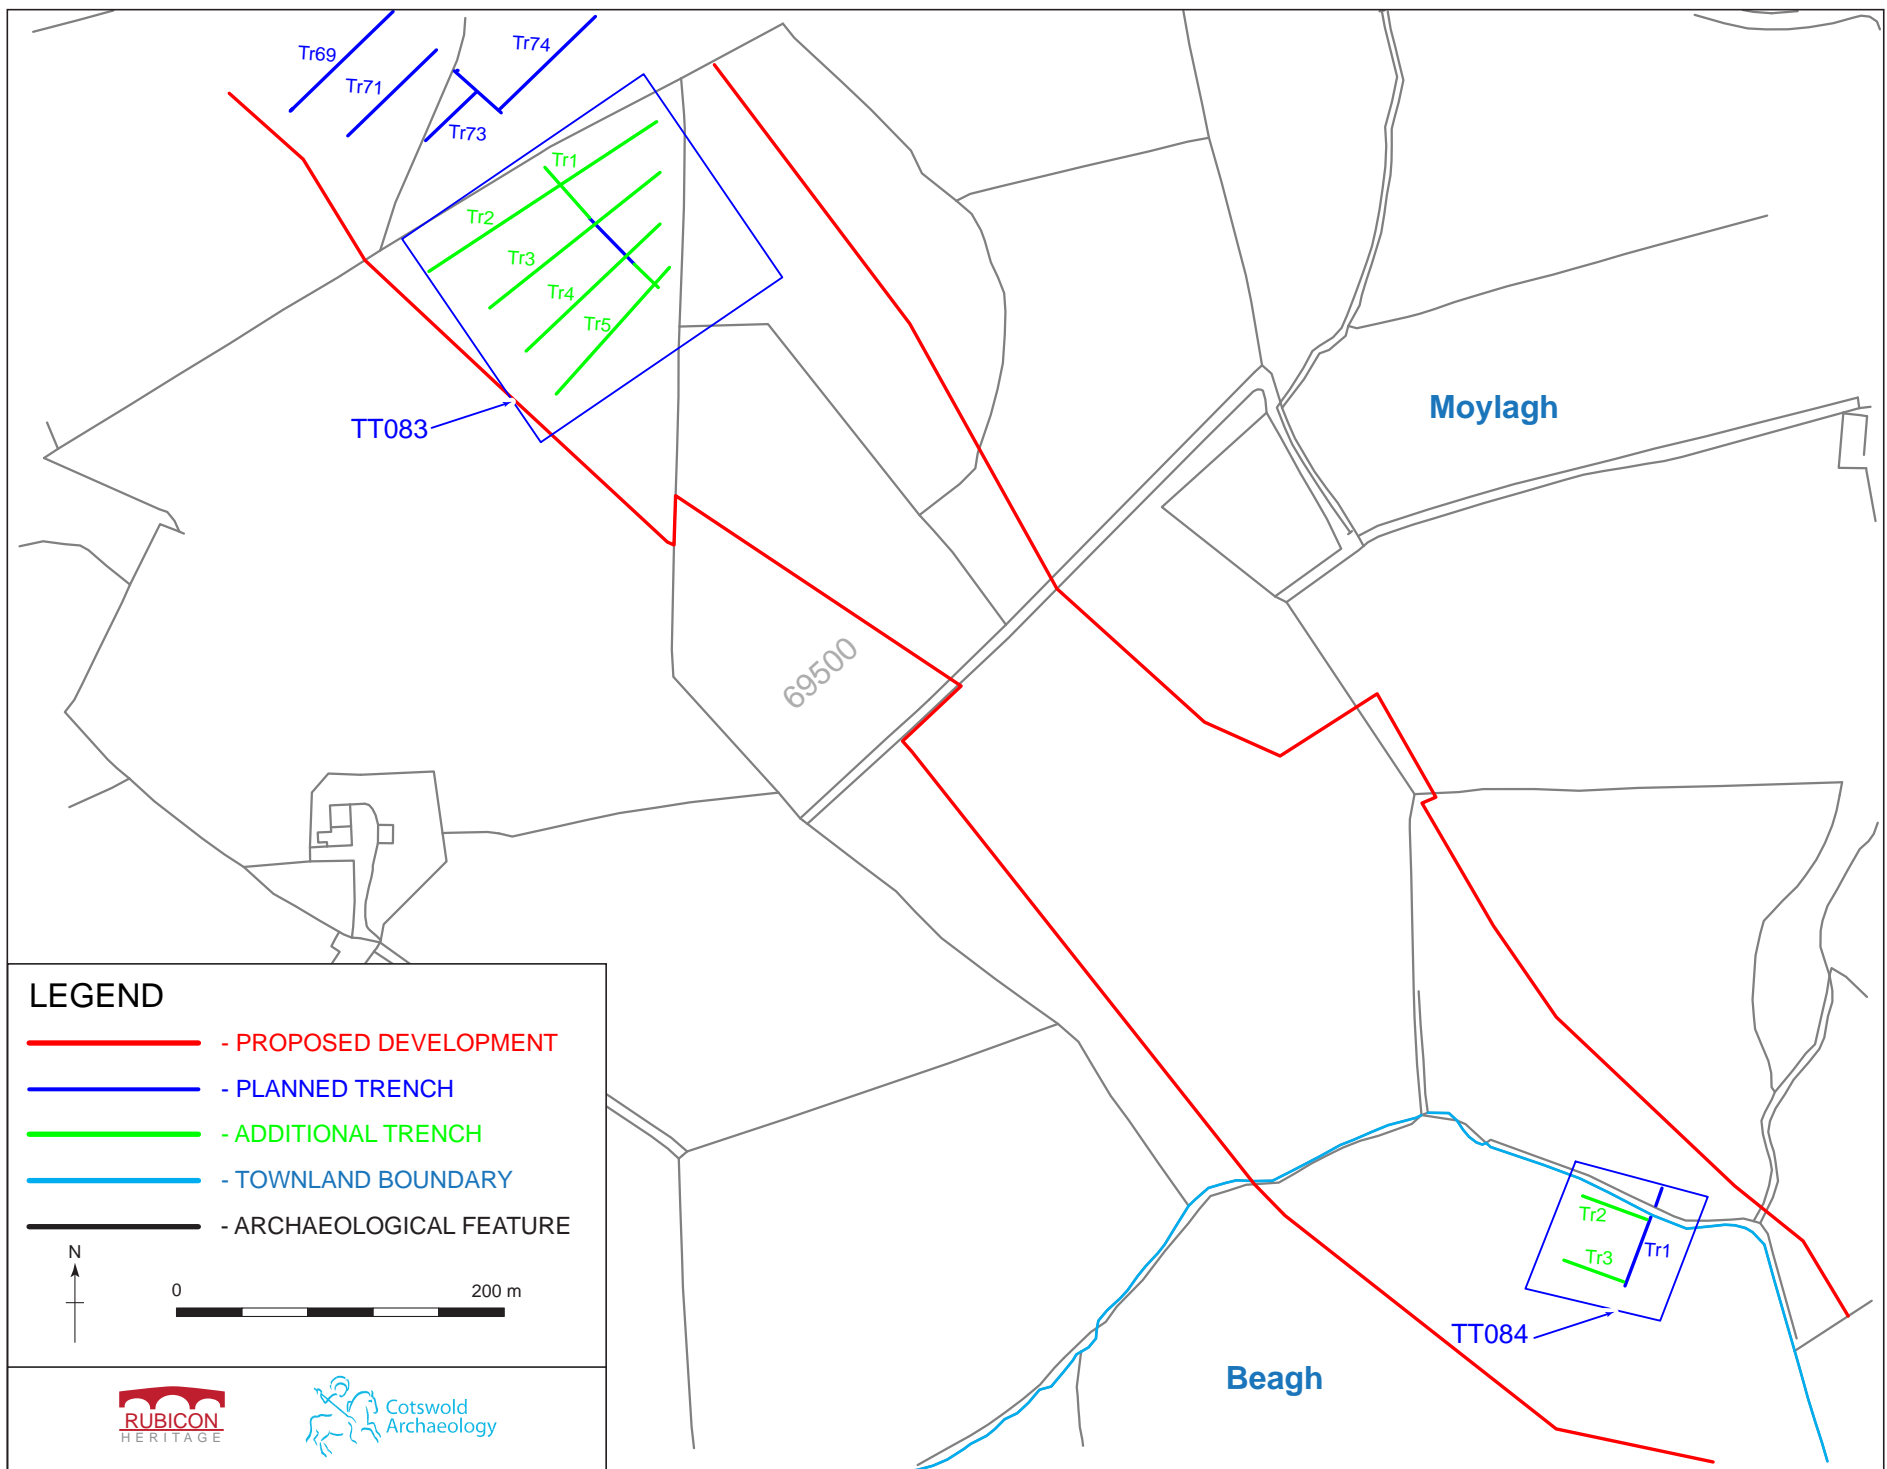 Tr69
Tr74
Tr71
Tr73
Tr1
Tr2
Tr3
Tr4
Tr5
TT083
Moylagh
69500
LEGEND
- PROPOSED DEVELOPMENT
- PLANNED TRENCH
- ADDITIONAL TRENCH
- TOWNLAND BOUNDARY
- ARCHAEOLOGICAL FEATURE
N
0 200 m
RUBICON
HERITAGE
Cotswold
Archaeology
Tr2
Tr1
Tr3
TT084
Beagh